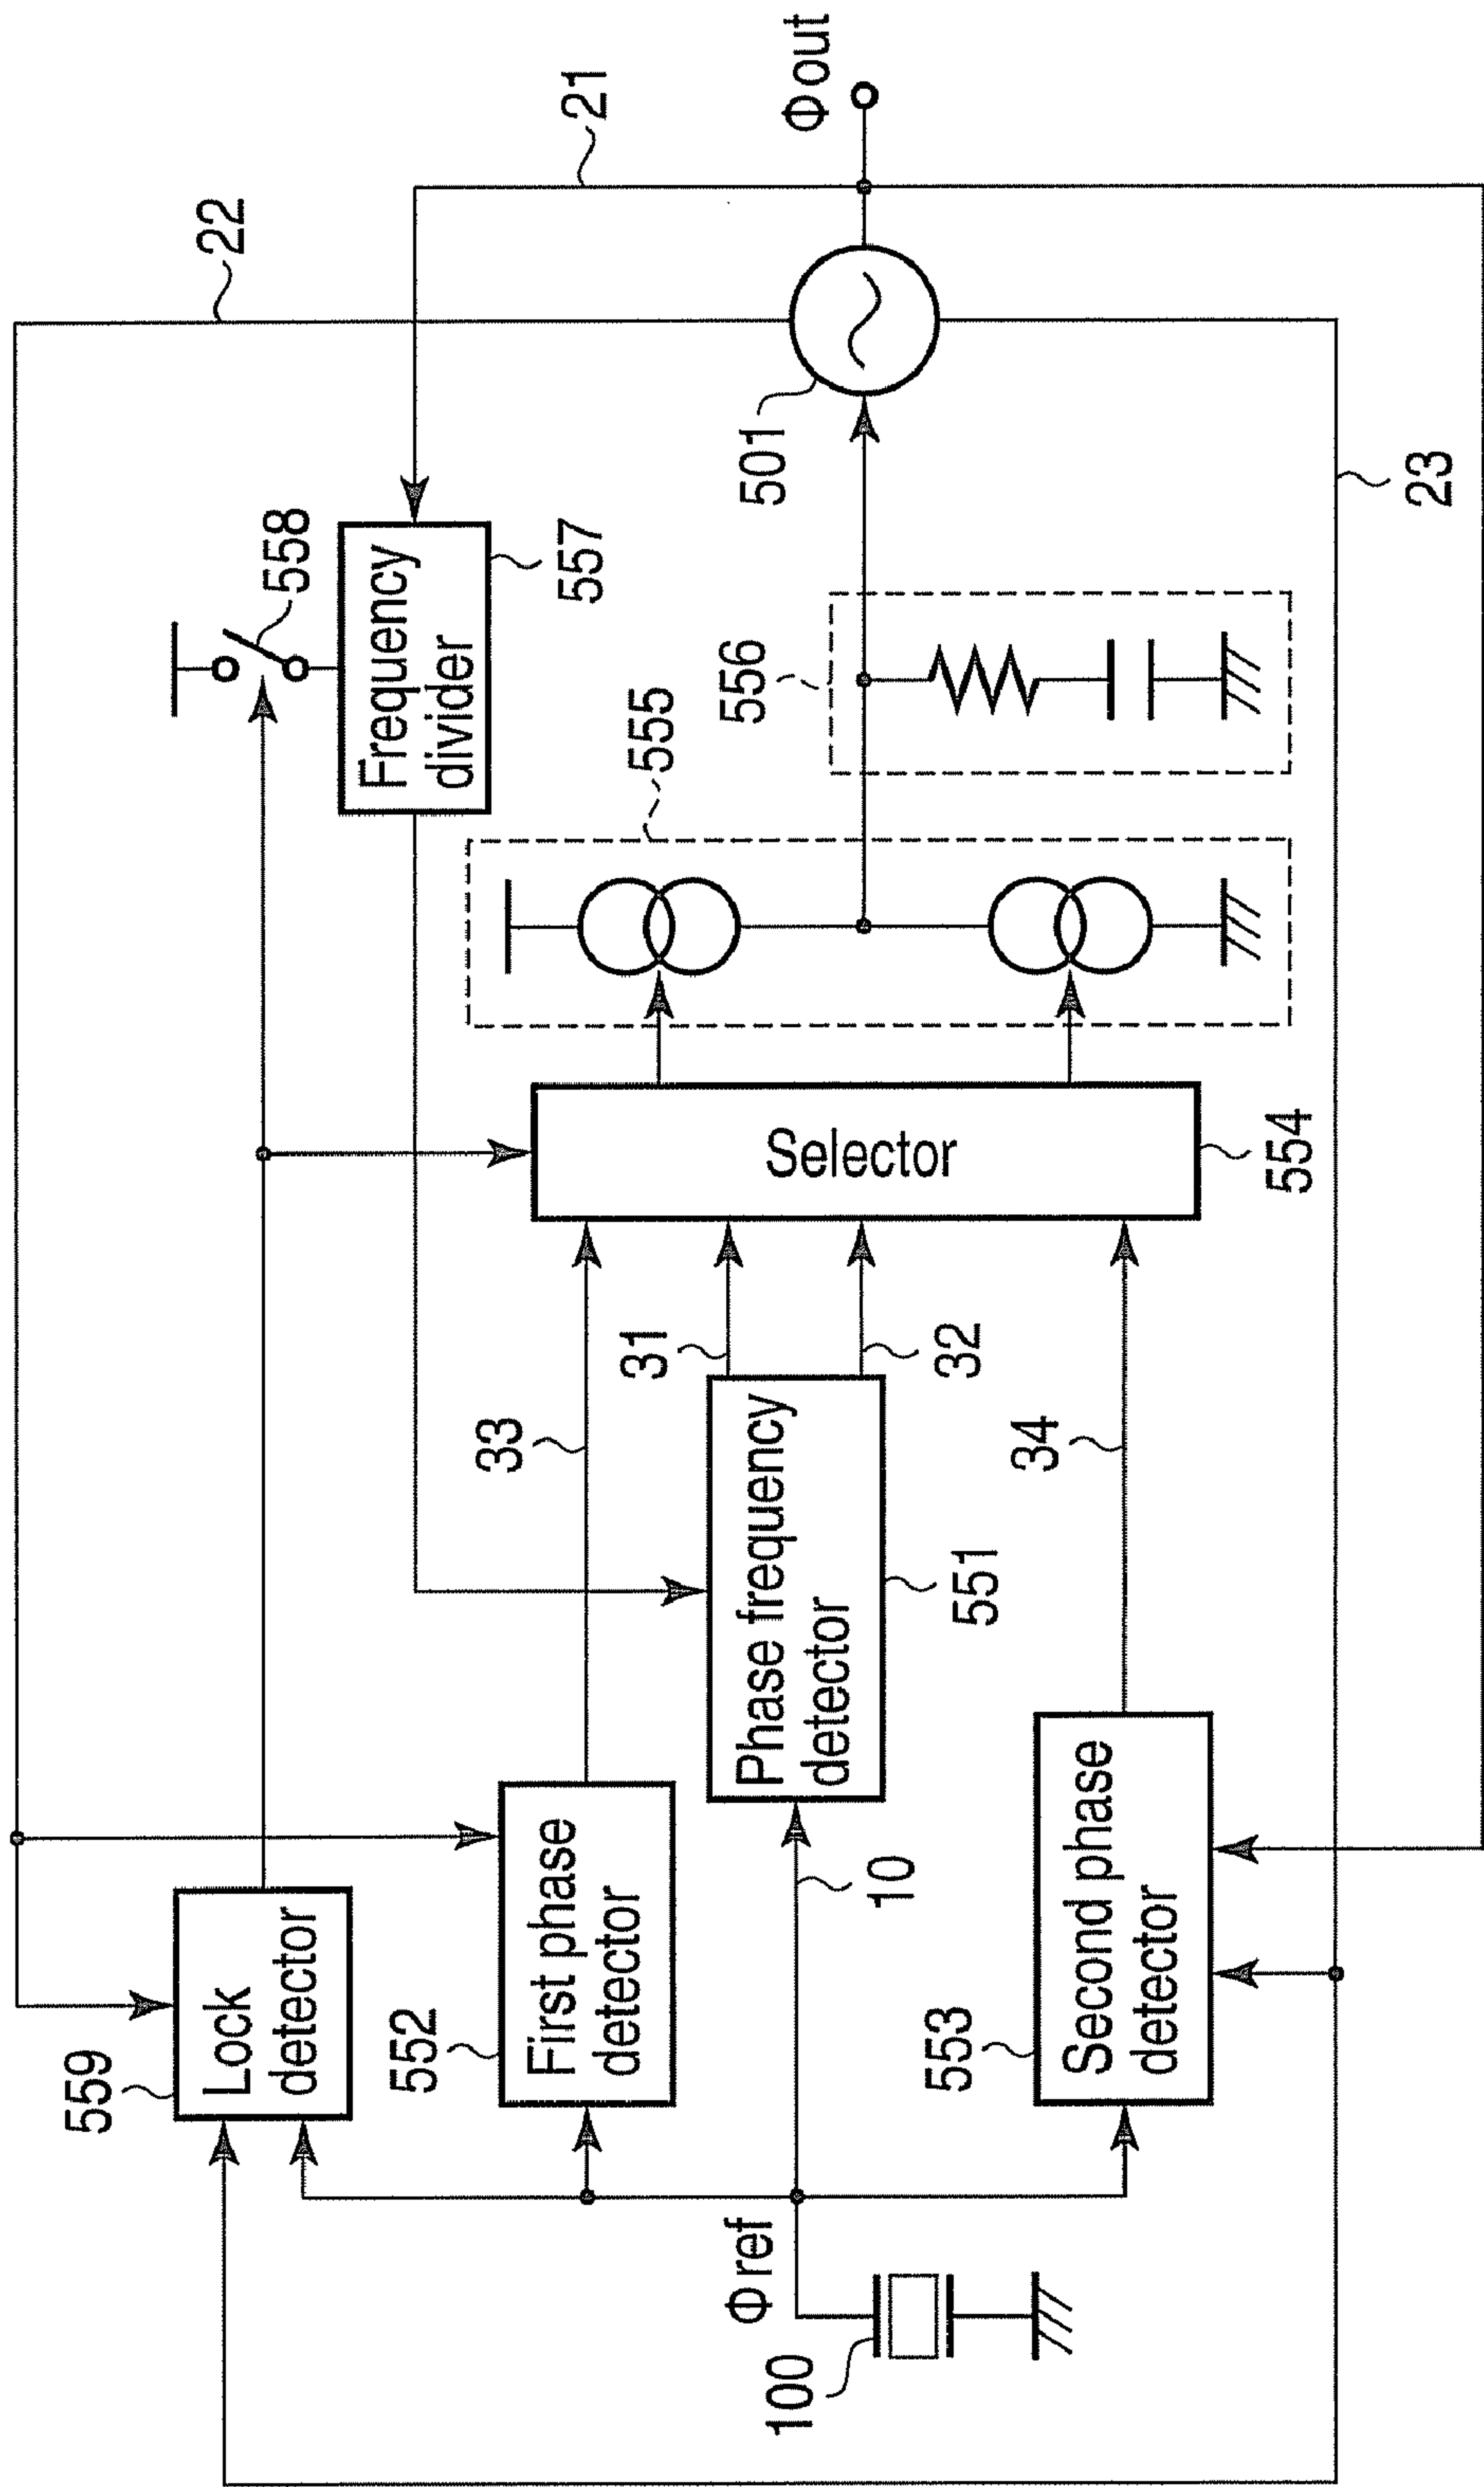 22
21
Φout
558
Frequency
divider
557
501
555
556
23
559
Lock
detector
552
First phase
detector
33
31
32
Selector
554
Phase frequency
detector
551
10
34
553
Second phase
detector
Φref
100